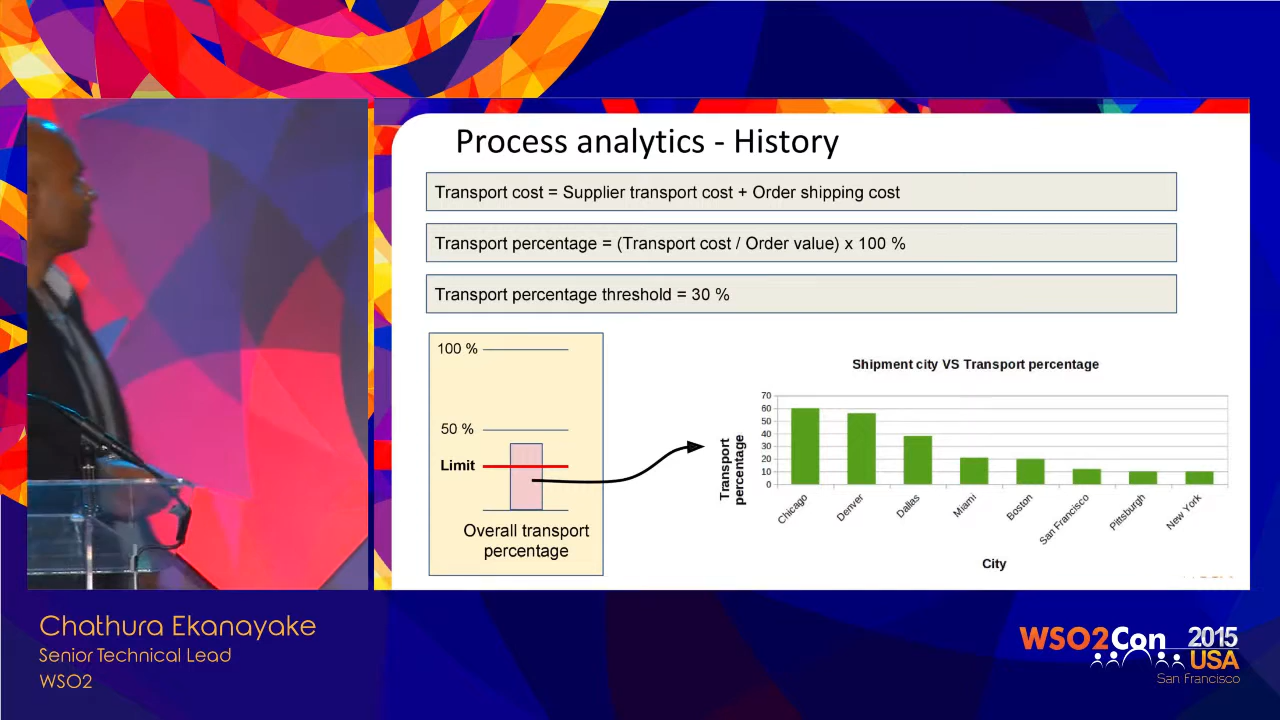 Process analytics - History
Transport cost = Supplier transport cost + Order shipping cost
Transport percentage = (Transport cost / Order value) x 100 %
Transport percentage threshold = 30 %
100 %
50 %
Limit
Overall transport
percentage
Shipment city VS Transport percentage
Transport
percentage
70
60
50
40
30
20
10
0
Chicago
Denver
Dallas
Miami
Boston
San Francisco
Pittsburgh
New York
City
Chathura Ekanayake
Senior Technical Lead
WSO2
WSO2Con 2015
USA
San Francisco